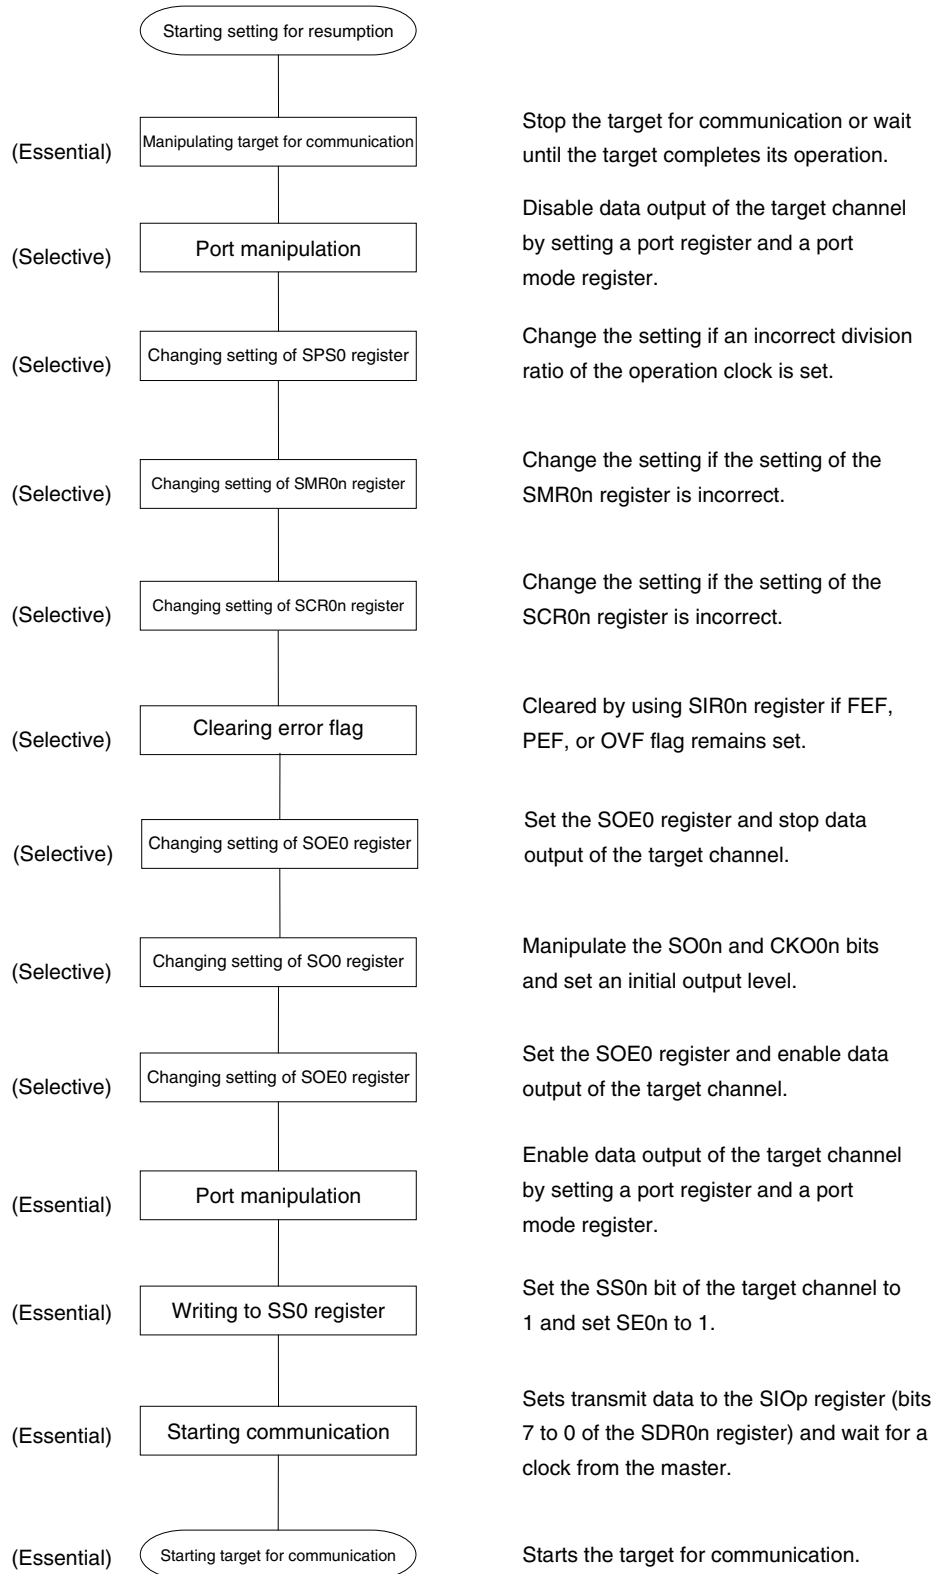 Starting setting for resumption
(Essential)
Manipulating target for communication
Stop the target for communication or wait
until the target completes its operation.
(Selective)
Port manipulation
Disable data output of the target channel
by setting a port register and a port
mode register.
(Selective)
Changing setting of SPS0 register
Change the setting if an incorrect division
ratio of the operation clock is set.
(Selective)
Changing setting of SMR0n register
Change the setting if the setting of the
SMR0n register is incorrect.
(Selective)
Changing setting of SCR0n register
Change the setting if the setting of the
SCR0n register is incorrect.
(Selective)
Clearing error flag
Cleared by using SIR0n register if FEF,
PEF, or OVF flag remains set.
(Selective)
Changing setting of SOE0 register
Set the SOE0 register and stop data
output of the target channel.
(Selective)
Changing setting of SO0 register
Manipulate the SO0n and CKO0n bits
and set an initial output level.
(Selective)
Changing setting of SOE0 register
Set the SOE0 register and enable data
output of the target channel.
(Essential)
Port manipulation
Enable data output of the target channel
by setting a port register and a port
mode register.
(Essential)
Writing to SS0 register
Set the SS0n bit of the target channel to
1 and set SE0n to 1.
(Essential)
Starting communication
Sets transmit data to the SIOp register (bits
7 to 0 of the SDR0n register) and wait for a
clock from the master.
(Essential)
Starting target for communication
Starts the target for communication.